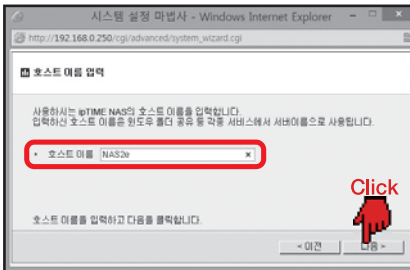 시스템 설정 마법사 - Windows Internet Explorer
http://192.168.0.250/cgi/advanced/system_wizard.cgi
호스트 이름 입력
사용하시는 ipTIME NAS의 호스트 이름을 입력합니다.
입력하신 호스트 이름은 윈도우 폴더 공유 등 각종 서비스에서 서버이름으로 사용됩니다.
호스트 이름 NAS2e
Click
호스트 이름을 입력하고 다음을 클릭합니다.
< 이전 다음 >